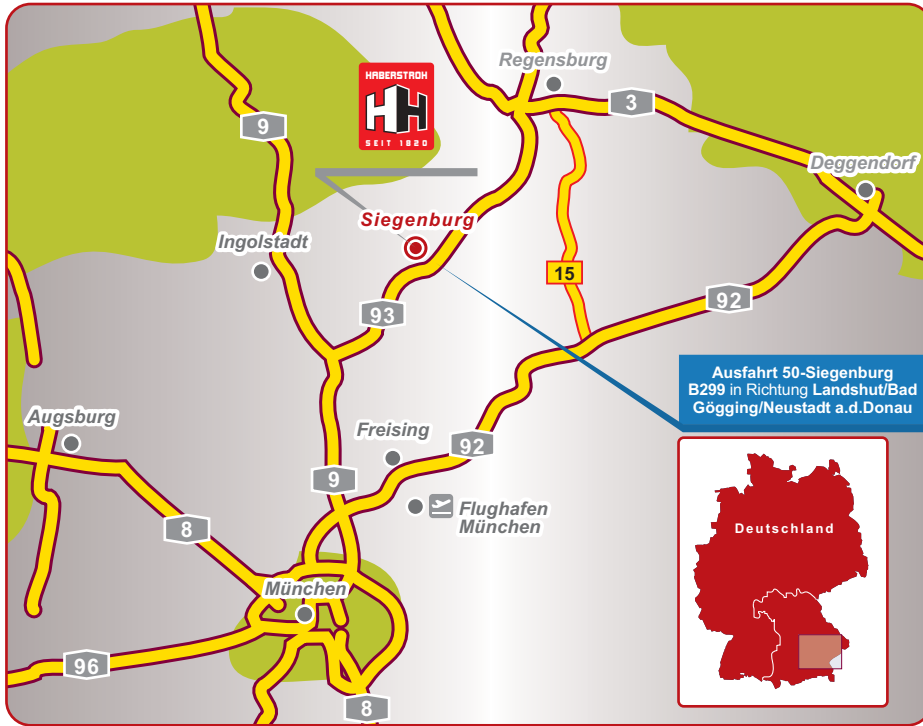 Regensburg
HABERSTROH
HH
SEIT 1820
3
9
Deggendorf
Siegenburg
Ingolstadt
15
92
93
Ausfahrt 50-Siegenburg
B299 in Richtung Landshut/Bad
Gögging/Neustadt a.d.Donau
Augsburg
Freising
92
9
Flughafen
München
8
Deutschland
München
96
8